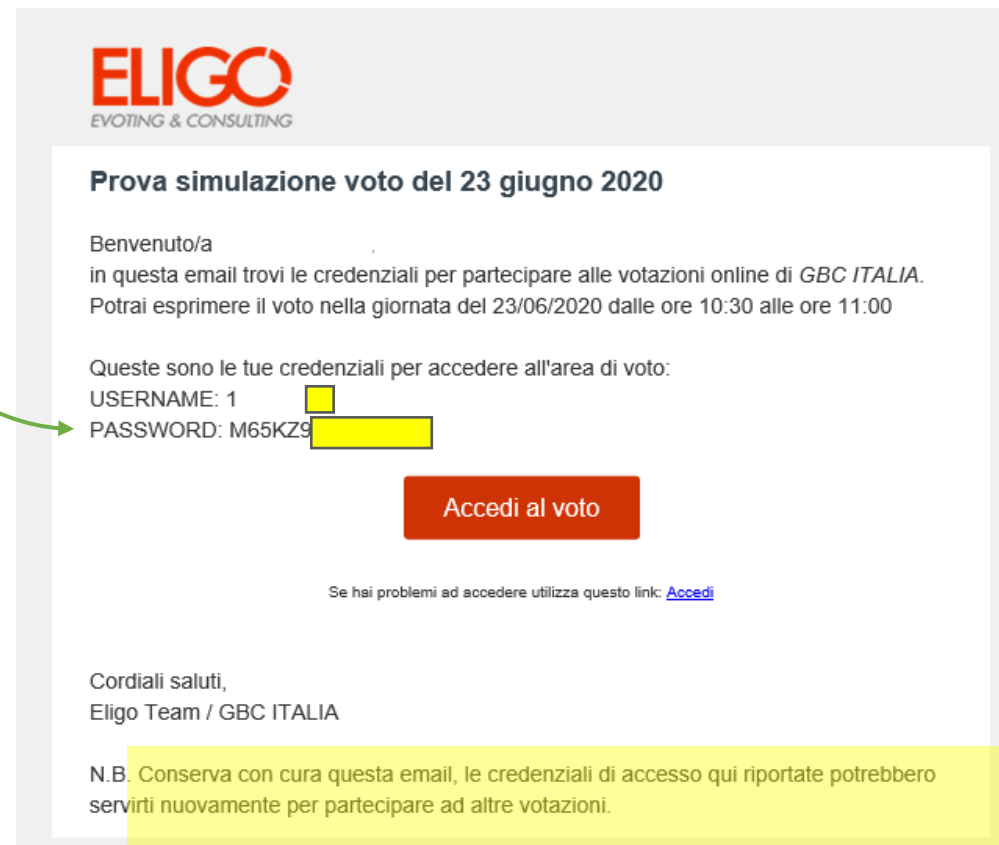 ELIGO
EVOTING & CONSULTING
Prova simulazione voto del 23 giugno 2020
Benvenuto/a ,
in questa email trovi le credenziali per partecipare alle votazioni online di GBC ITALIA.
Potrai esprimere il voto nella giornata del 23/06/2020 dalle ore 10:30 alle ore 11:00
Queste sono le tue credenziali per accedere all'area di voto:
USERNAME: 1
PASSWORD: M65KZ9
Accedi al voto
Se hai problemi ad accedere utilizza questo link: Accedi
Cordiali saluti,
Eligo Team / GBC ITALIA
N.B. Conserva con cura questa email, le credenziali di accesso qui riportate potrebbero
servirti nuovamente per partecipare ad altre votazioni.